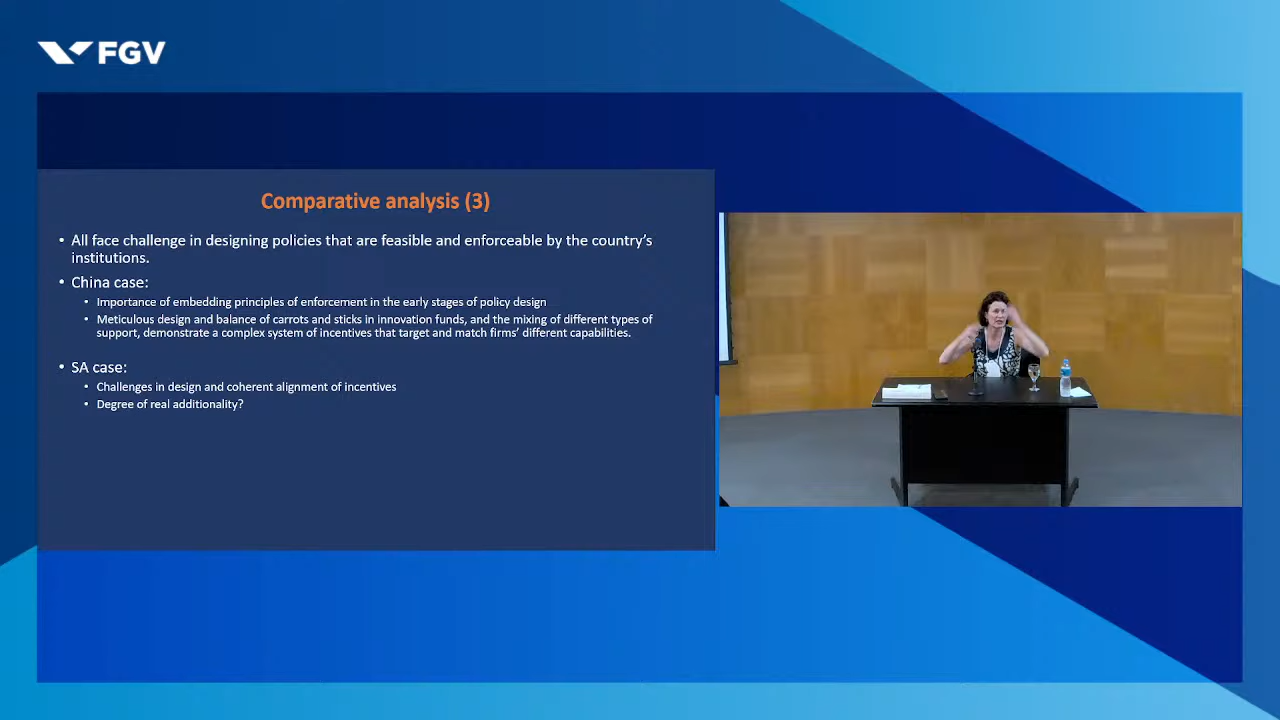 FGV
Comparative analysis (3)
• All face challenge in designing policies that are feasible and enforceable by the country's
institutions.
• China case:
• Importance of embedding principles of enforcement in the early stages of policy design
• Meticulous design and balance of carrots and sticks in innovation funds, and the mixing of different types of
support, demonstrate a complex system of incentives that target and match firms' different capabilities.
• SA case:
• Challenges in design and coherent alignment of incentives
• Degree of real additionality?